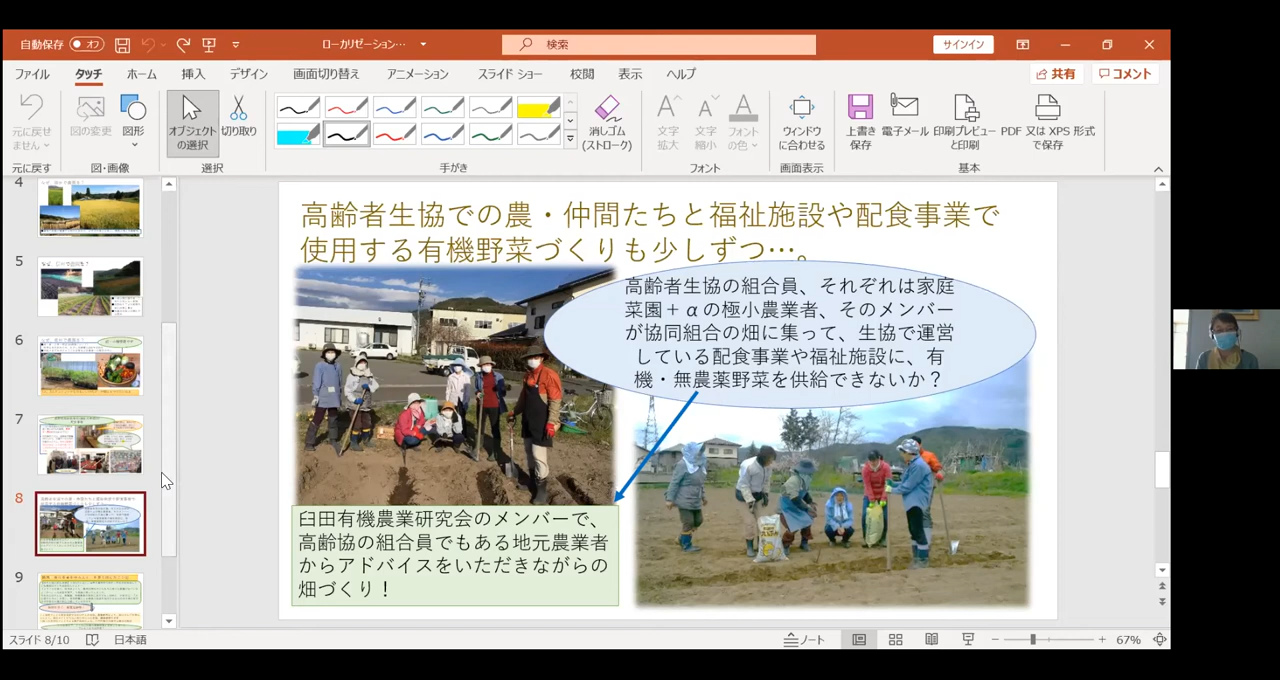 自動保存 オフ
ローカリゼーション…
検索
サインイン
ファイル タッチ ホーム 挿入 デザイン 画面切り替え アニメーション スライド ショー 校閲 表示 ヘルプ
共有 コメント
元に戻せ
ません
元に戻す
図の変更
図形
図・画像
オブジェクト
の選択
切り取り
選択
手がき
消しゴム
(ストローク)
文字
拡大
文字
縮小
フォント
の色
フォント
ウィンドウ
に合わせる
画面表示
上書き
保存
電子メール
印刷プレビュー
と印刷
PDF 又は XPS 形式
で保存
基本
4
5
6
7
8
9
高齢者生協での農・仲間たちと福祉施設や配食事業で
使用する有機野菜づくりも少しずつ…。
高齢者生協の組合員、それぞれは家庭
菜園+αの極小農業者、そのメンバー
が協同組合の畑に集って、生協で運営
している配食事業や福祉施設に、有
機・無農薬野菜を供給できないか?
臼田有機農業研究会のメンバーで、
高齢協の組合員でもある地元農業者
からアドバイスをいただきながらの
畑づくり!
スライド 8/10 日本語
ノート
67%